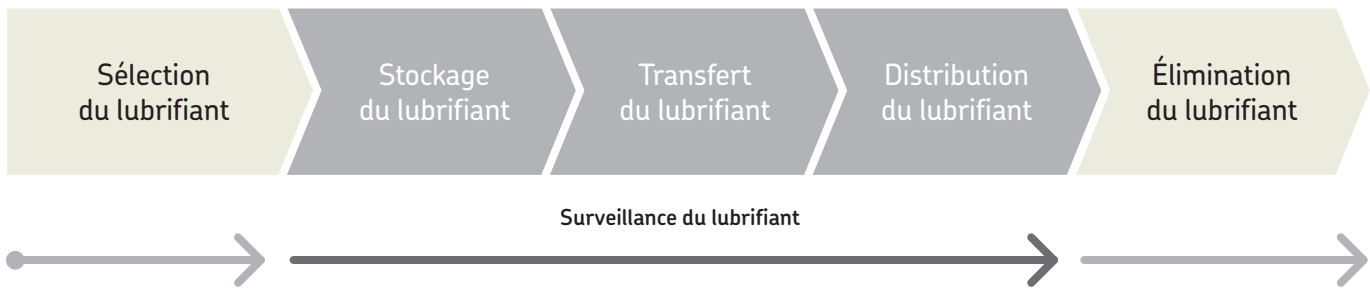 Sélection
du lubrifiant
Stockage
du lubrifiant
Transfert
du lubrifiant
Distribution
du lubrifiant
Élimination
du lubrifiant
Surveillance du lubrifiant